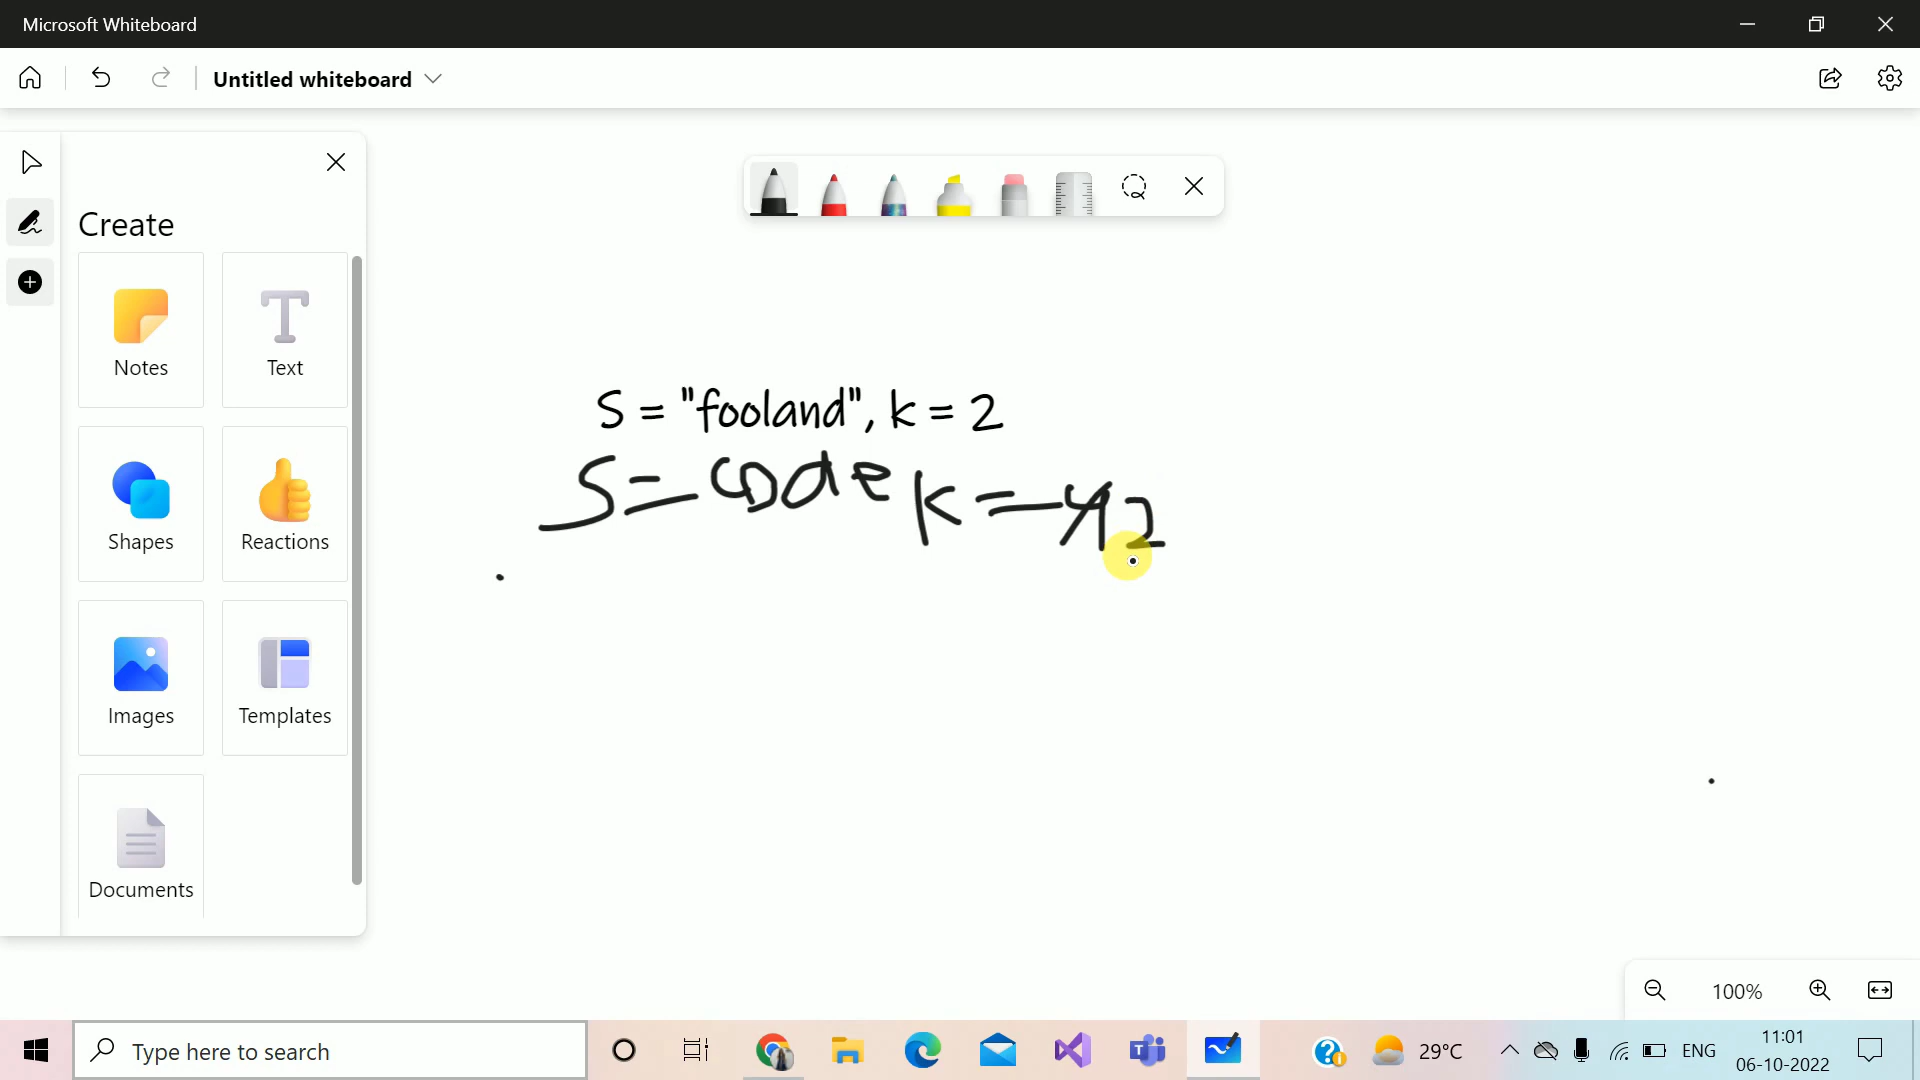 Microsoft Whiteboard
Untitled whiteboard
Create
Notes Text
Shapes Reactions
Images Templates
Documents
S = "fooland", k = 2
S = code k = 2
100%
Type here to search
29°C ENG 11:01
06-10-2022